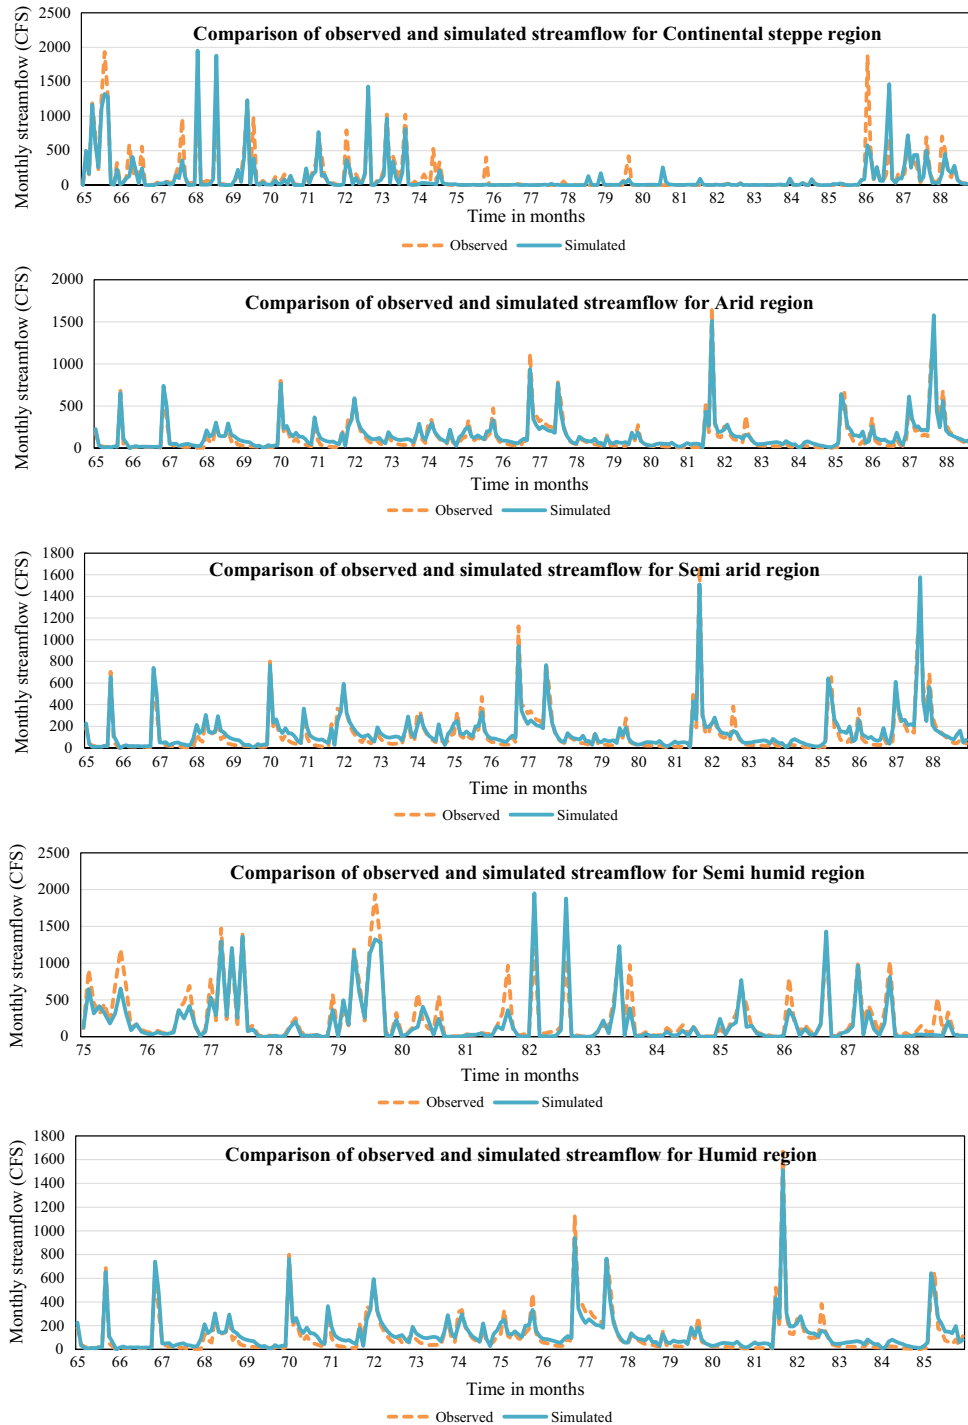 Comparison of observed and simulated streamflow for Continental steppe region
Monthly streamflow (CFS)
2500
2000
1500
1000
500
0
65 66 67 68 69 70 71 72 73 74 75 76 77 78 79 80 81 82 83 84 85 86 87 88
Time in months
Observed Simulated
Comparison of observed and simulated streamflow for Arid region
Monthly streamflow (CFS)
2000
1500
1000
500
0
65 66 67 67 69 70 71 72 73 74 75 76 77 78 79 80 81 82 83 84 85 86 87 88
Time in months
Observed Simulated
Comparison of observed and simulated streamflow for Semi arid region
Monthly streamflow (CFS)
1800
1600
1400
1200
1000
800
600
400
200
0
65 66 67 68 69 70 71 72 73 74 75 76 77 78 79 80 81 82 83 84 85 86 87 88
Time in months
Observed Simulated
Comparison of observed and simulated streamflow for Semi humid region
Monthly streamflow (CFS)
2500
2000
1500
1000
500
0
75 76 77 78 79 80 81 82 83 84 85 86 87 88
Time in months
Observed Simulated
Comparison of observed and simulated streamflow for Humid region
Monthly streamflow (CFS)
1800
1600
1400
1200
1000
800
600
400
200
0
65 66 67 68 69 70 71 72 73 74 75 76 77 78 79 80 81 82 83 84 85
Time in months
Observed Simulated